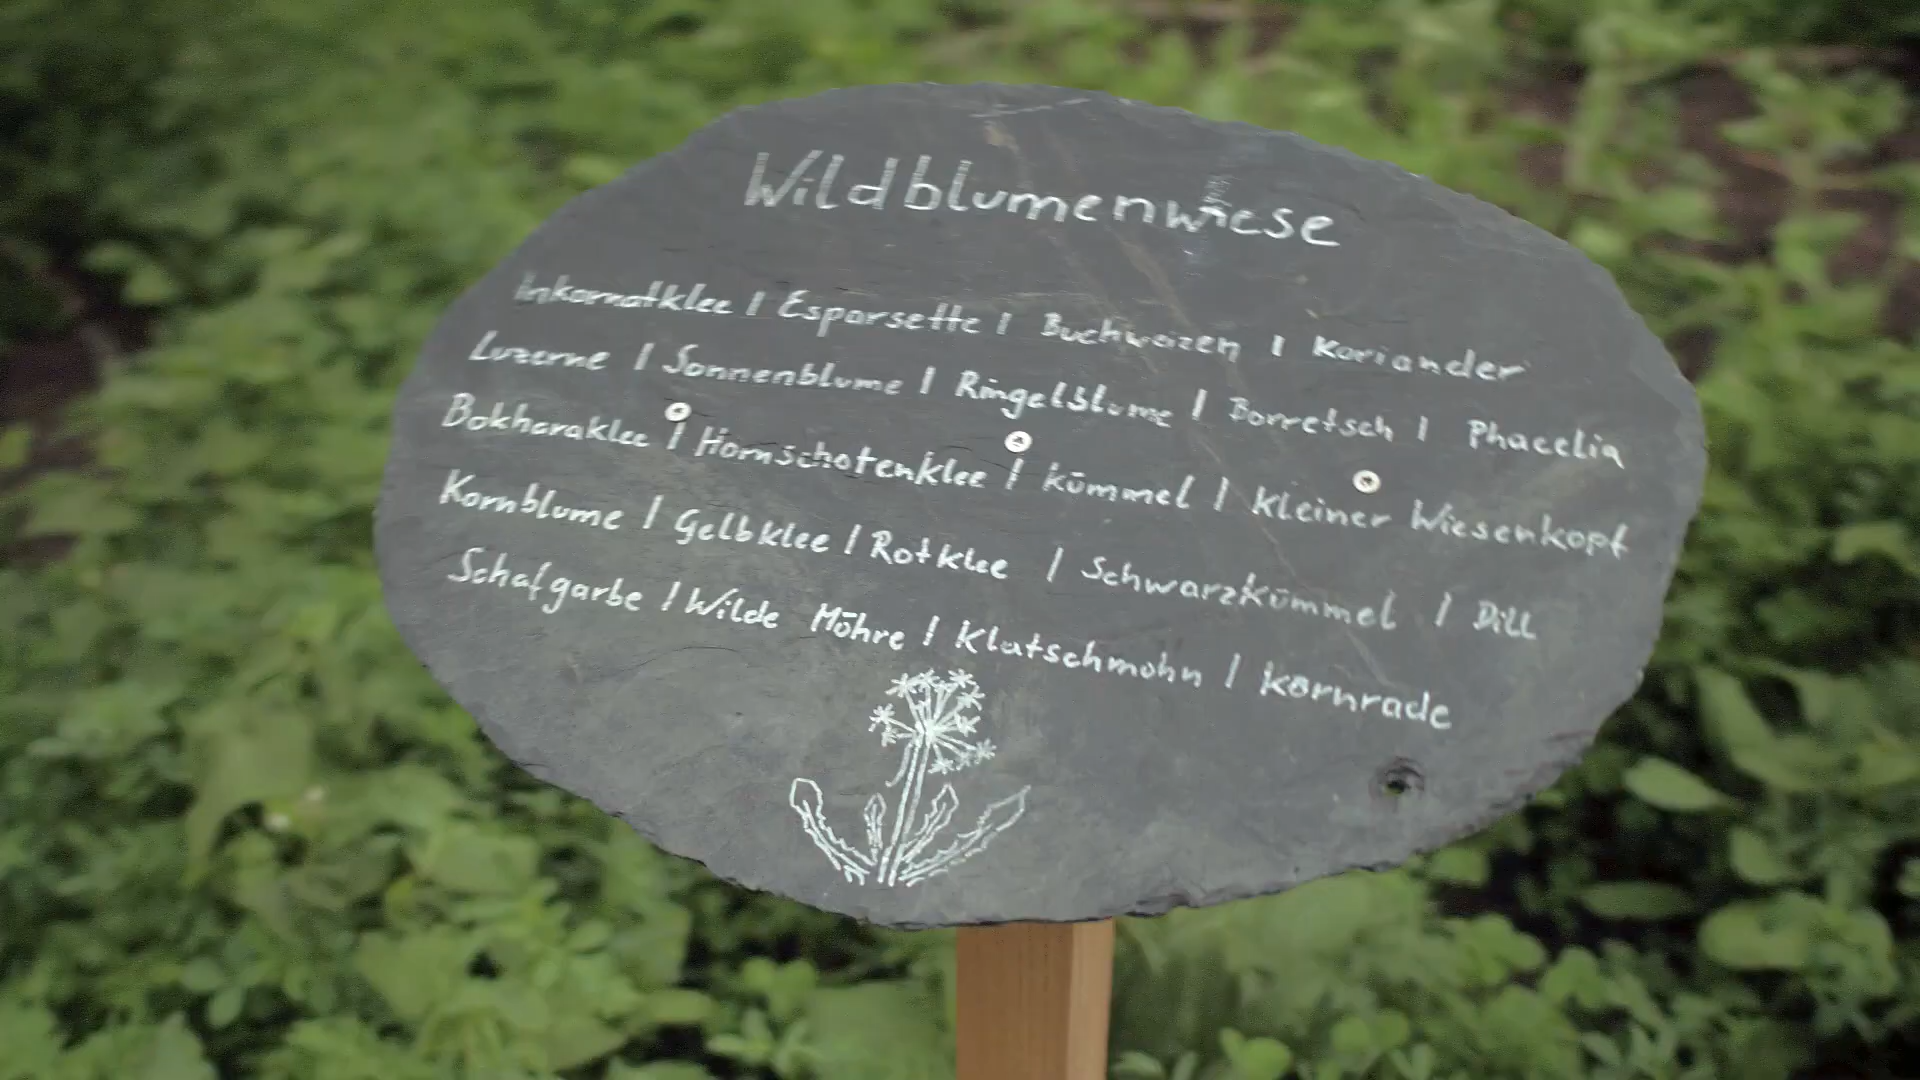 Wildblumenwiese
Inkarnatklee | Esparsette | Buchweizen | Koriander
Luzerne | Sonnenblume | Ringelblume | Borretsch | Phacelia
Bokharaklee | Hornschotenklee | Kümmel | Kleiner Wiesenkopf
Kornblume | Gelbklee | Rotklee | Schwarzkümmel | Dill
Schafgarbe | Wilde Möhre | Klatschmohn | Kornrade